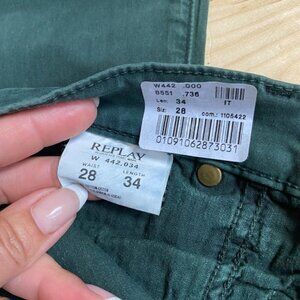 W442 .000
8551 .736
Len: 34 IT
Siz: 28 com.: 1105422
01091062873031
REPLAY
W 442.034
WAIST LENGTH
28 34